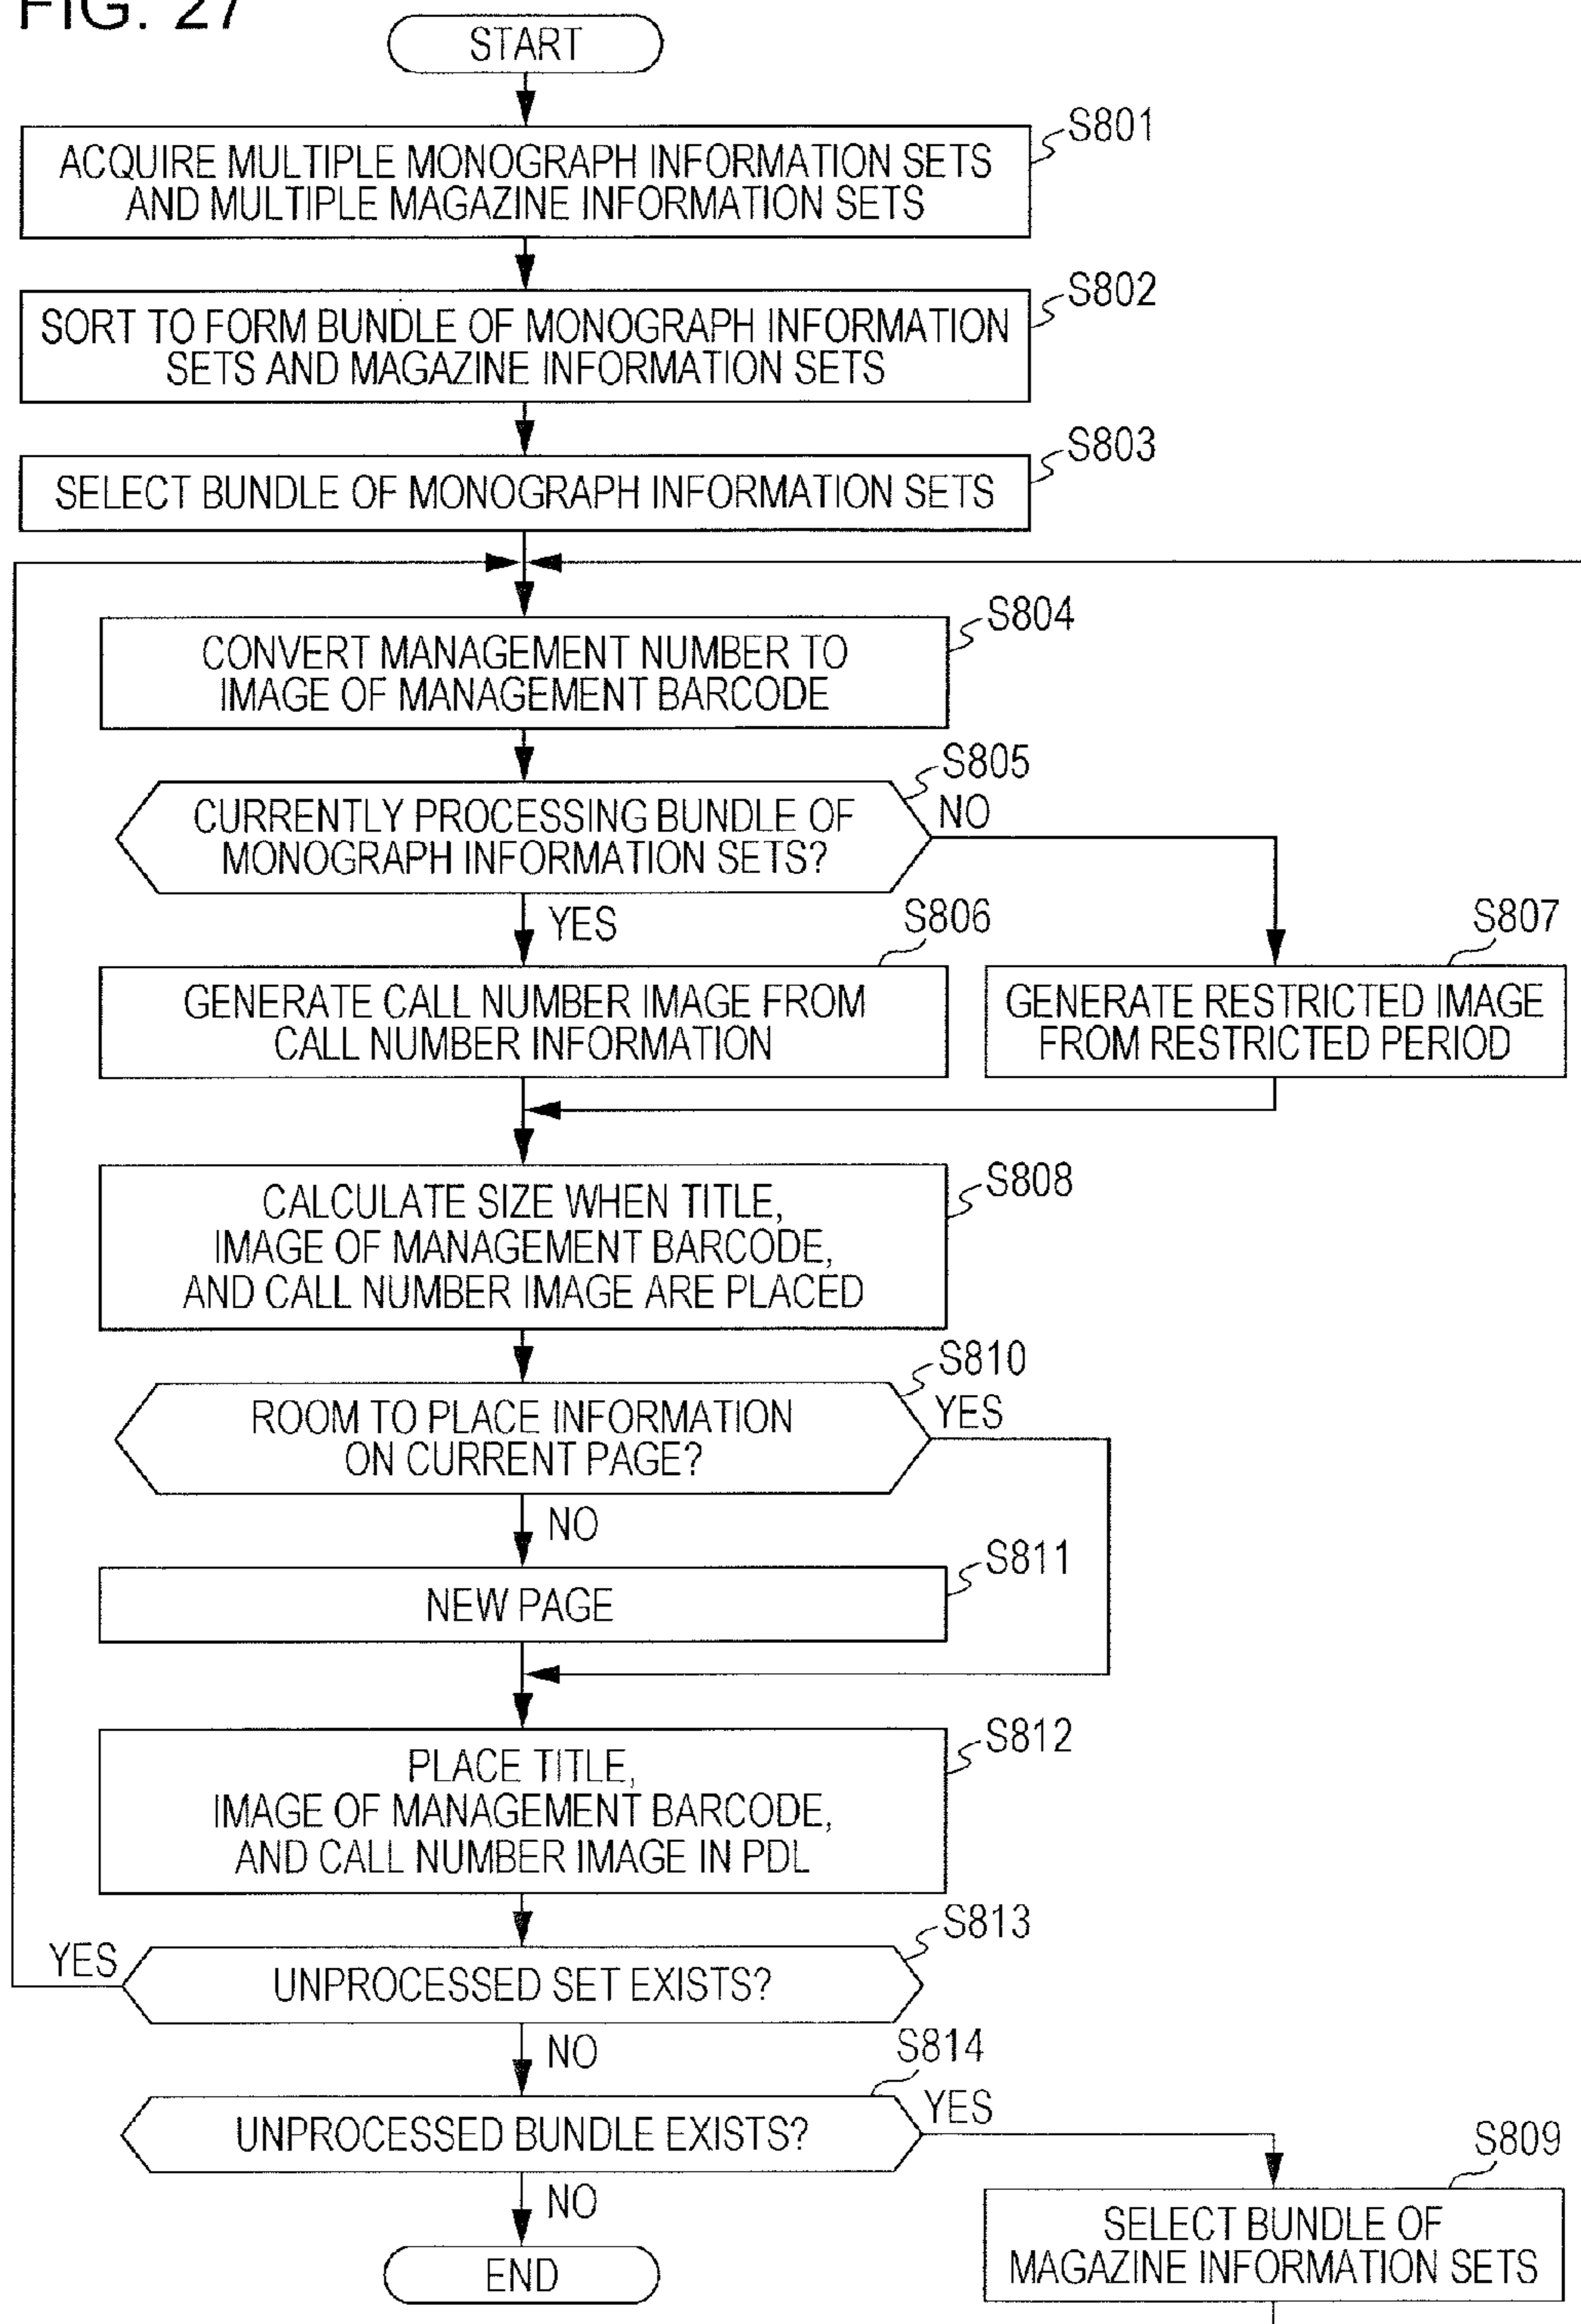 FIG. 27
START
S801
ACQUIRE MULTIPLE MONOGRAPH INFORMATION SETS
AND MULTIPLE MAGAZINE INFORMATION SETS
S802
SORT TO FORM BUNDLE OF MONOGRAPH INFORMATION
SETS AND MAGAZINE INFORMATION SETS
S803
SELECT BUNDLE OF MONOGRAPH INFORMATION SETS
S804
CONVERT MANAGEMENT NUMBER TO
IMAGE OF MANAGEMENT BARCODE
S805
CURRENTLY PROCESSING BUNDLE OF
MONOGRAPH INFORMATION SETS?
NO
YES
S806
GENERATE CALL NUMBER IMAGE FROM
CALL NUMBER INFORMATION
S807
GENERATE RESTRICTED IMAGE
FROM RESTRICTED PERIOD
S808
CALCULATE SIZE WHEN TITLE,
IMAGE OF MANAGEMENT BARCODE,
AND CALL NUMBER IMAGE ARE PLACED
S810
ROOM TO PLACE INFORMATION
ON CURRENT PAGE?
YES
NO
S811
NEW PAGE
S812
PLACE TITLE,
IMAGE OF MANAGEMENT BARCODE,
AND CALL NUMBER IMAGE IN PDL
S813
YES
UNPROCESSED SET EXISTS?
NO
S814
UNPROCESSED BUNDLE EXISTS?
YES
NO
S809
SELECT BUNDLE OF
MAGAZINE INFORMATION SETS
END